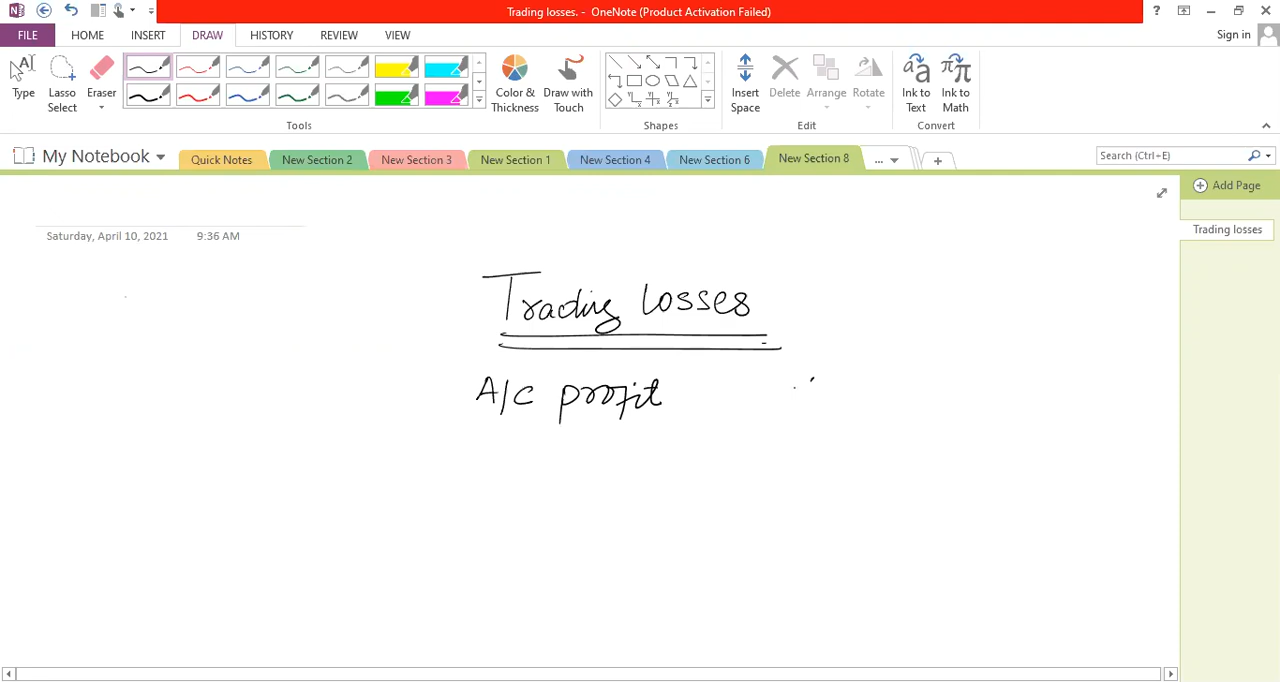 Trading losses. - OneNote (Product Activation Failed)
?
FILE HOME INSERT DRAW HISTORY REVIEW VIEW
Sign in
Type
Lasso Select
Eraser
Color & Thickness
Draw with Touch
Insert Space
Delete
Arrange
Rotate
Ink to Text
Ink to Math
Tools
Shapes
Edit
Convert
My Notebook
Quick Notes New Section 2 New Section 3 New Section 1 New Section 4 New Section 6 New Section 8 ...
Search (Ctrl+E)
Add Page
Trading losses
Saturday, April 10, 2021 9:36 AM
Trading losses
A/C profit